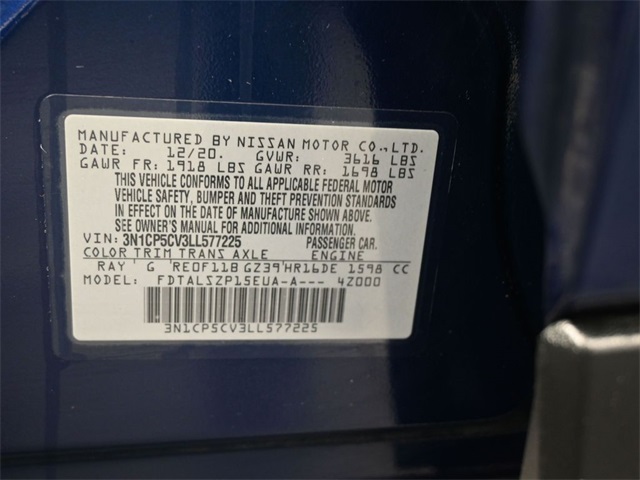 MANUFACTURED BY NISSAN MOTOR CO.,LTD.
DATE: 12/20. GVWR: 3616 LBS
GAWR FR: 1918 LBS GAWR RR: 1698 LBS
THIS VEHICLE CONFORMS TO ALL APPLICABLE FEDERAL MOTOR
VEHICLE SAFETY, BUMPER AND THEFT PREVENTION STANDARDS
IN EFFECT ON THE DATE OF MANUFACTURE SHOWN ABOVE.
SEE OWNER'S MANUAL FOR ADDITIONAL INFORMATION.
VIN: 3N1CP5CV3LL577225 PASSENGER CAR.
COLOR TRIM TRANS AXLE ENGINE
RAY G RE0F11B GZ39 HR16DE 1598 CC
MODEL: FDTALSZP15EUA-A--- 4Z000
3N1CP5CV3LL577225